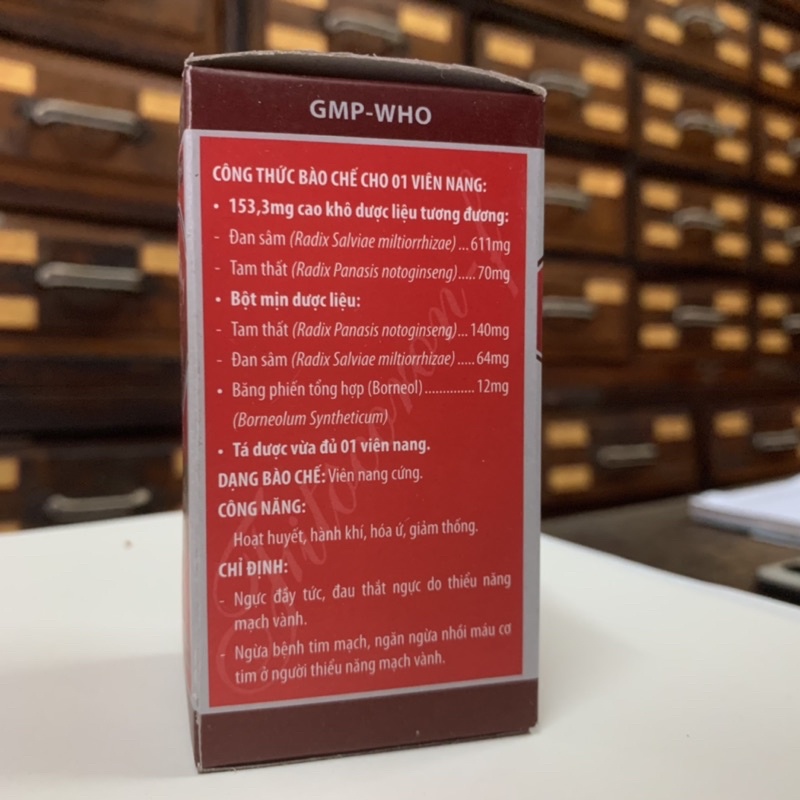 GMP-WHO
CÔNG THỨC BÀO CHẾ CHO 01 VIÊN NANG:
• 153,3mg cao khô dược liệu tương đương:
- Đan sâm (Radix Salviae miltiorrhizae) ... 611mg
- Tam thất (Radix Panasis notoginseng)..... 70mg
• Bột mịn dược liệu:
- Tam thất (Radix Panasis notoginseng)... 140mg
- Đan sâm (Radix Salviae miltiorrhizae) ..... 64mg
• Băng phiến tổng hợp (Borneol).............. 12mg
(Borneolum Syntheticum)
• Tá dược vừa đủ 01 viên nang.
DẠNG BÀO CHẾ: Viên nang cứng.
CÔNG NĂNG:
Hoạt huyết, hành khí, hóa ứ, giảm thống.
CHỈ ĐỊNH:
- Ngực đầy tức, đau thắt ngực do thiểu năng
mạch vành.
- Ngừa bệnh tim mạch, ngăn ngừa nhồi máu cơ
tim ở người thiểu năng mạch vành.